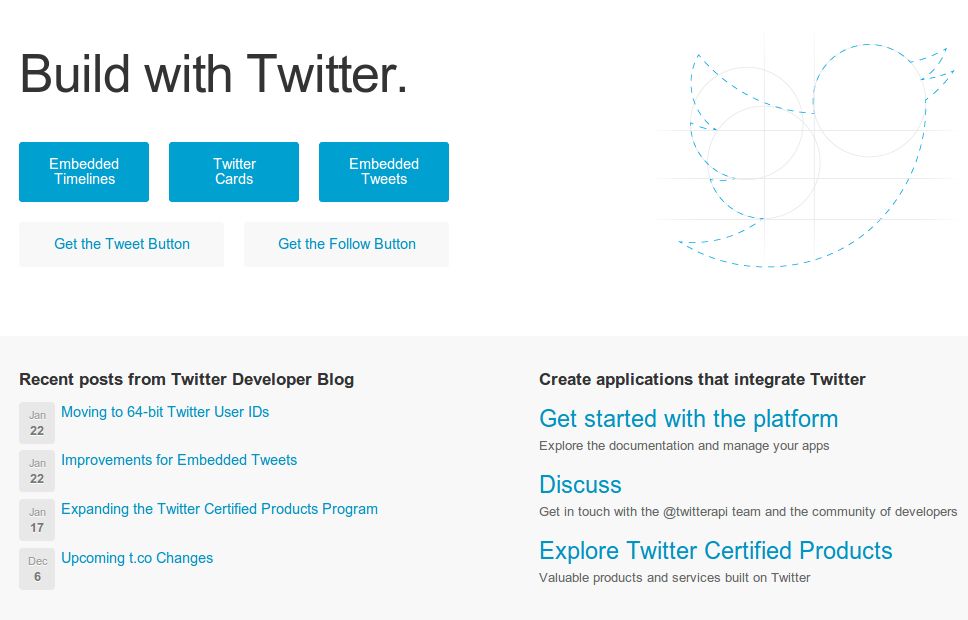 Build with Twitter.
Embedded
Timelines
Twitter
Cards
Embedded
Tweets
Get the Tweet Button
Get the Follow Button
Recent posts from Twitter Developer Blog
Jan
22
Moving to 64-bit Twitter User IDs
Jan
22
Improvements for Embedded Tweets
Jan
17
Expanding the Twitter Certified Products Program
Dec
6
Upcoming t.co Changes
Create applications that integrate Twitter
Get started with the platform
Explore the documentation and manage your apps
Discuss
Get in touch with the @twitterapi team and the community of developers
Explore Twitter Certified Products
Valuable products and services built on Twitter